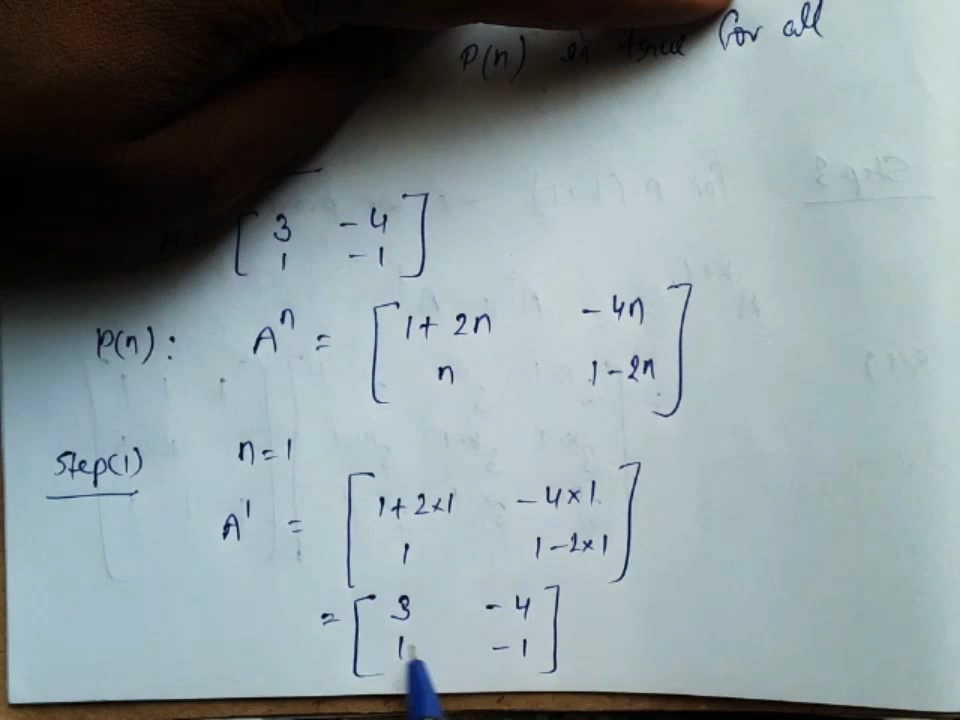 P(n) is true for all
A = [ 3 -4
1 -1 ]
P(n): A^n = [ 1+2n -4n
n 1-2n ]
Step(1) n=1
A^1 = [ 1+2×1 -4×1
1 1-2×1 ]
= [ 3 -4
1 -1 ]